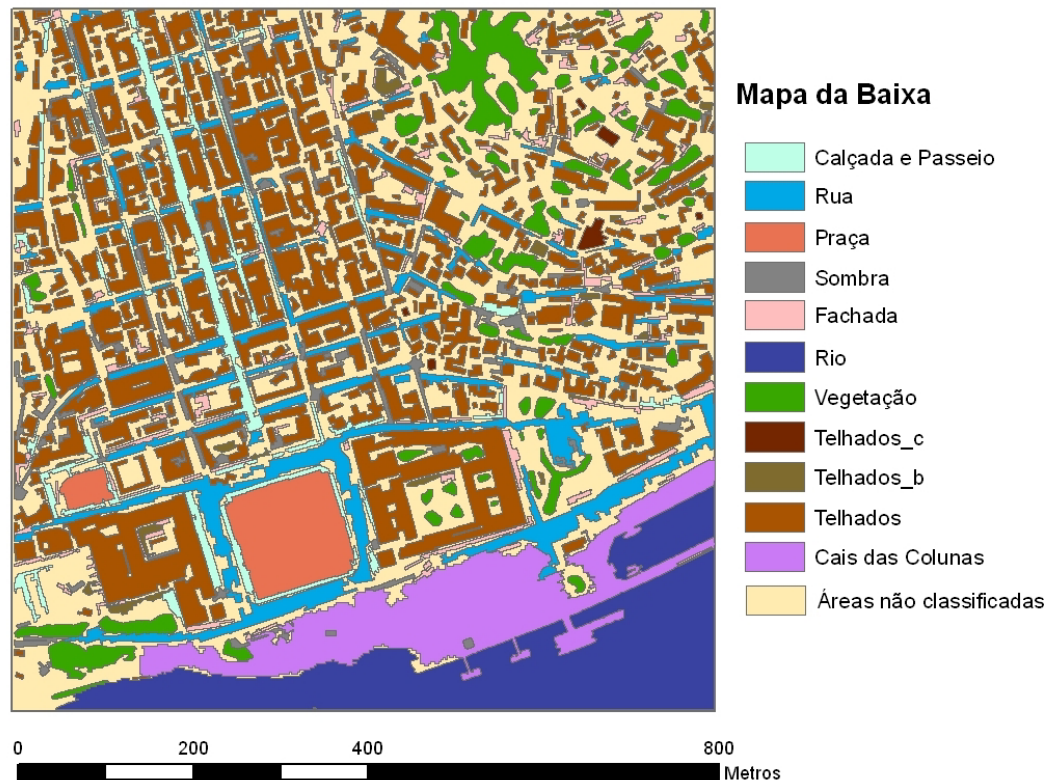 Mapa da Baixa
Calçada e Passeio
Rua
Praça
Sombra
Fachada
Rio
Vegetação
Telhados_c
Telhados_b
Telhados
Cais das Colunas
Áreas não classificadas
0 200 400 800
Metros